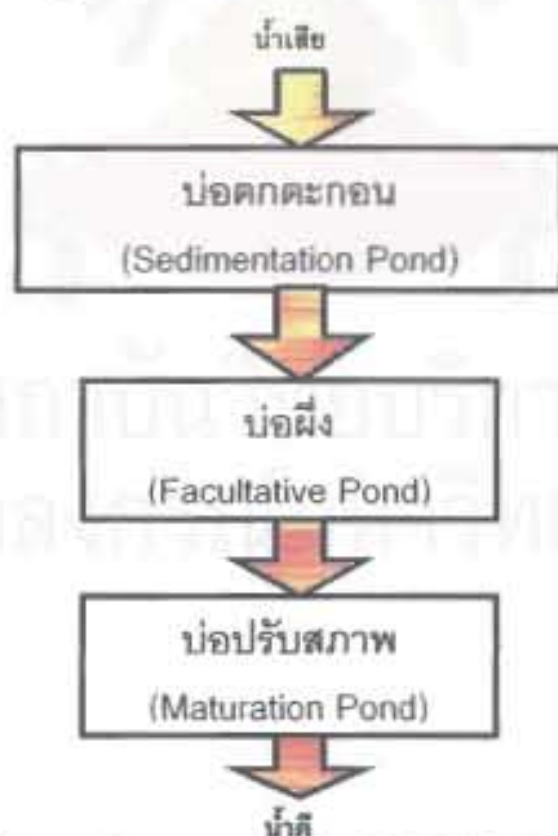 น้ำเสีย
บ่อตกตะกอน
(Sedimentation Pond)
บ่อผึ่ง
(Facultative Pond)
บ่อปรับสภาพ
(Maturation Pond)
น้ำดี